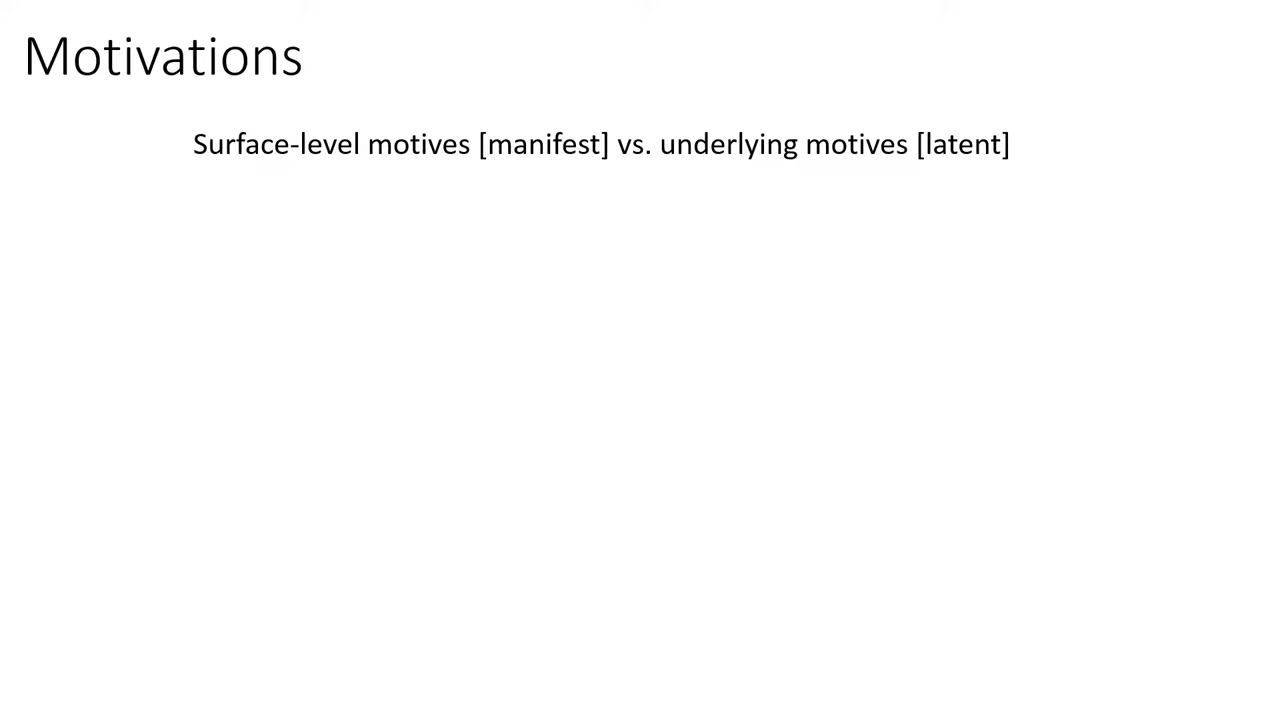 Motivations
Surface-level motives [manifest] vs. underlying motives [latent]